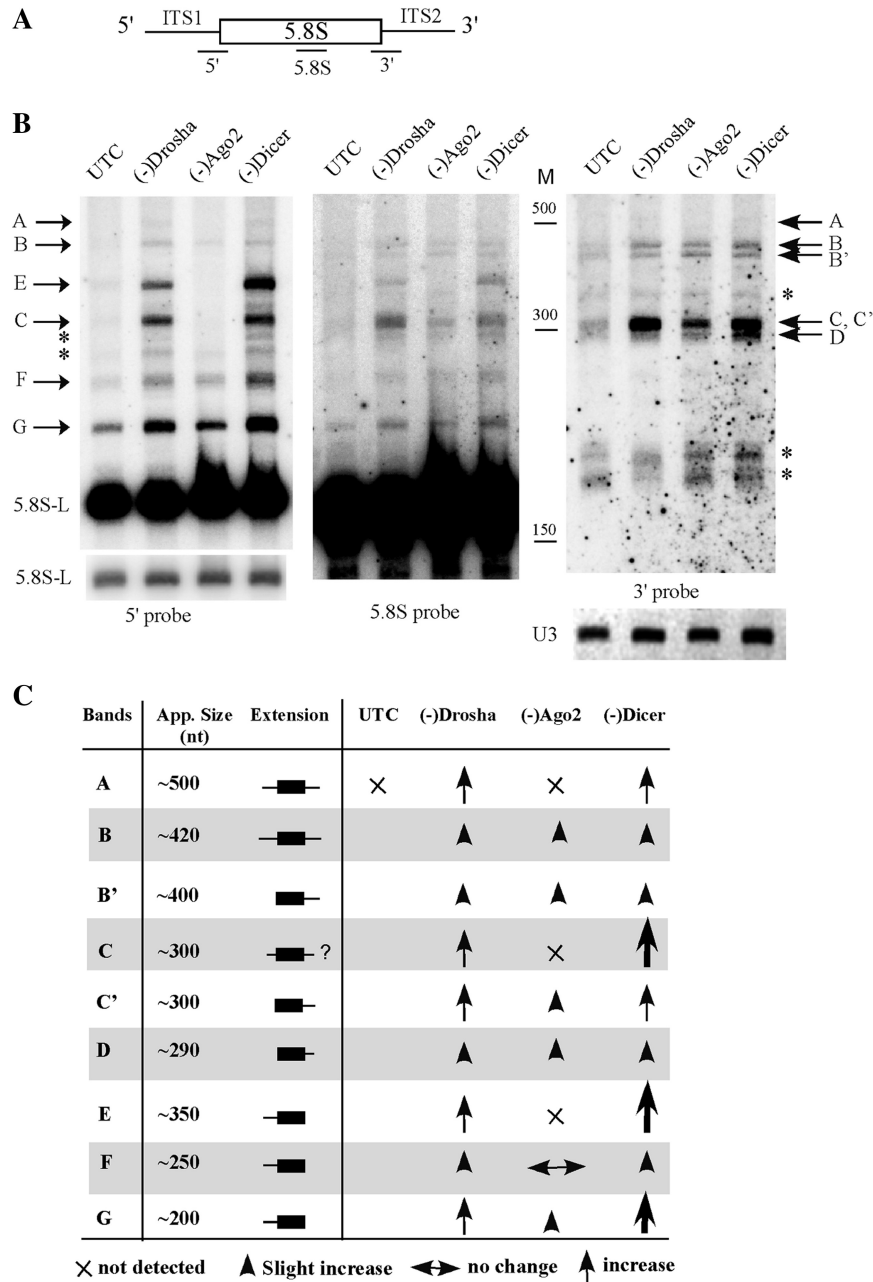 A
5' ITS1 5.8S ITS2 3'
5' 5.8S 3'
B
UTC (-)Drosha (-)Ago2 (-)Dicer
A
B
E
C
*
*
F
G
5.8S-L
5.8S-L
5' probe
UTC (-)Drosha (-)Ago2 (-)Dicer
5.8S probe
M
500
300
150
UTC (-)Drosha (-)Ago2 (-)Dicer
A
B
B'
*
C, C'
D
*
*
3' probe
U3
C
Bands App. Size (nt) Extension UTC (-)Drosha (-)Ago2 (-)Dicer
A ~500
B ~420
B’ ~400
C ~300 ?
C’ ~300
D ~290
E ~350
F ~250
G ~200
not detected Slight increase no change increase